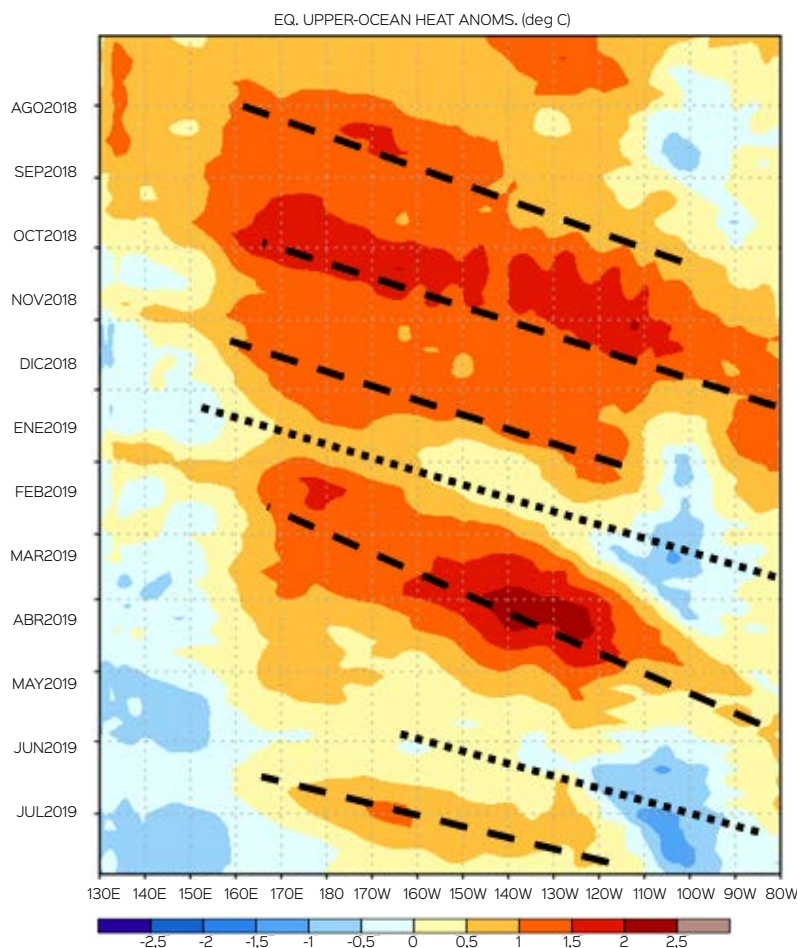 EQ. UPPER-OCEAN HEAT ANOMS. (deg C)
AGO2018
SEP2018
OCT2018
NOV2018
DIC2018
ENE2019
FEB2019
MAR2019
ABR2019
MAY2019
JUN2019
JUL2019
130E 140E 150E 160E 170E 180 170W 160W 150W 140W 130W 120W 110W 100W 90W 80W
-2.5 -2 -1.5 -1 -0.5 0 0.5 1 1.5 2 2.5